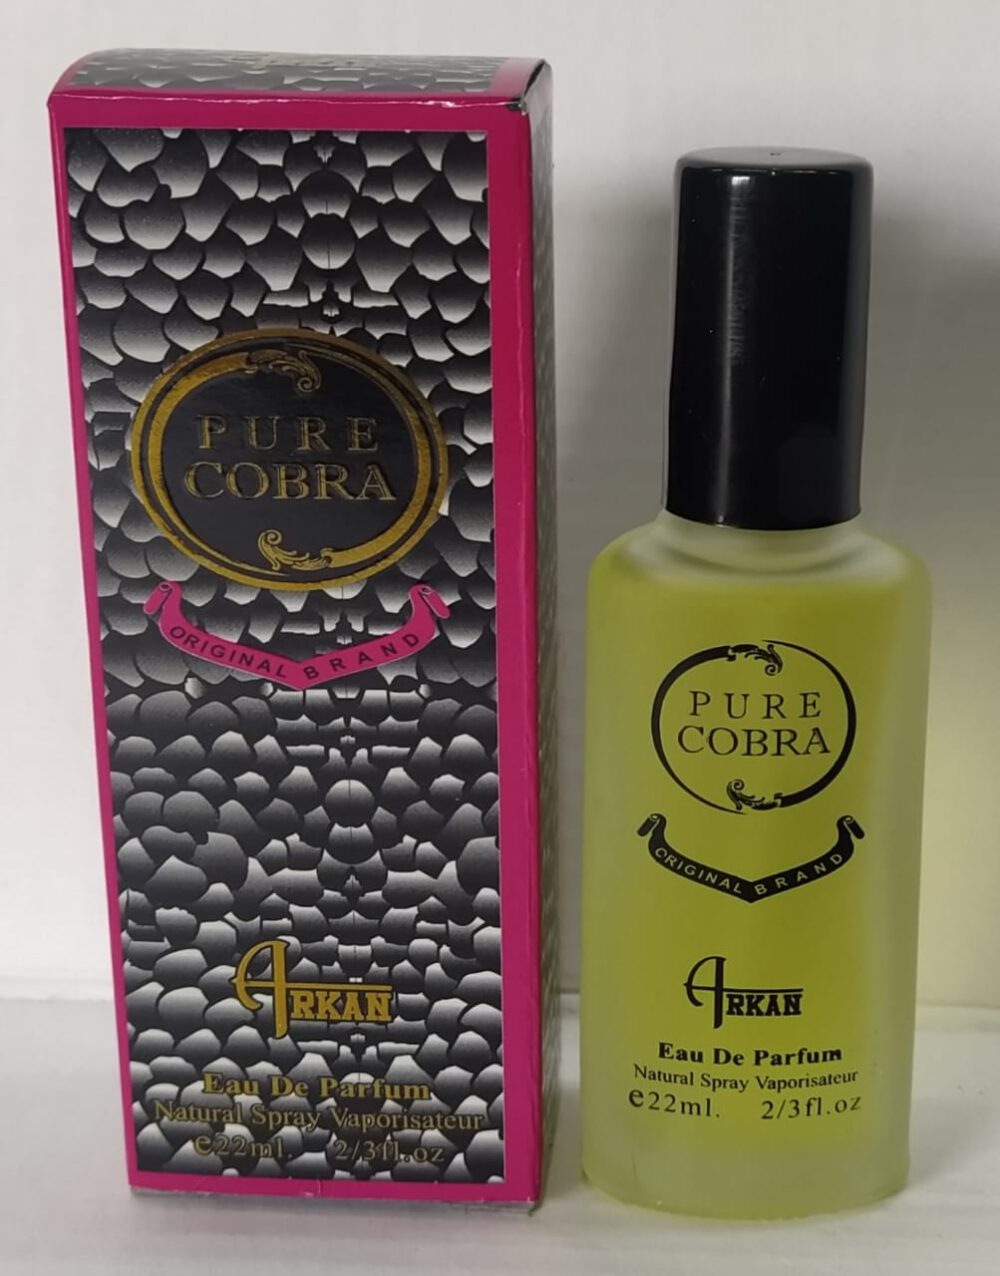 PURE
COBRA
ORIGINAL BRAND
ARKAN
Eau De Parfum
Natural Spray Vaporisateur
e22ml. 2/3fl.oz
PURE
COBRA
ORIGINAL BRAND
ARKAN
Eau De Parfum
Natural Spray Vaporisateur
e22ml. 2/3fl.oz